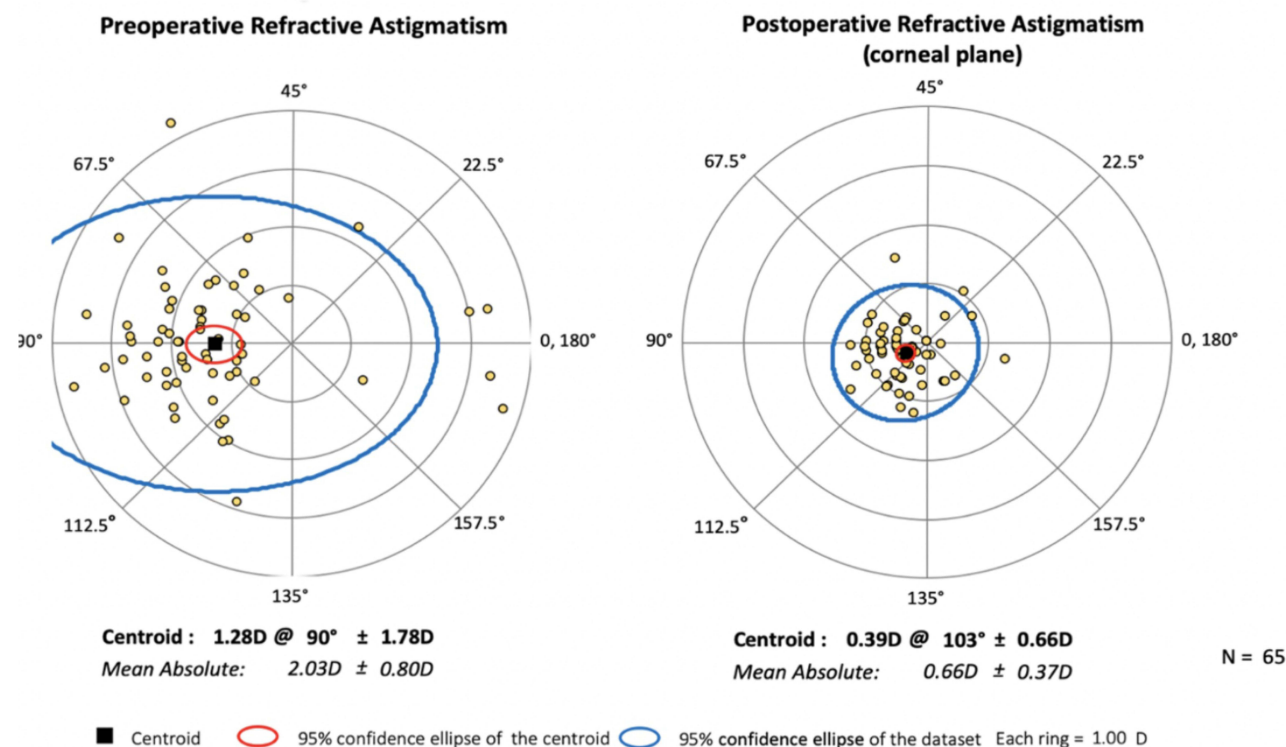 Preoperative Refractive Astigmatism
45°
67.5°
22.5°
90°
0, 180°
112.5°
157.5°
135°
Centroid : 1.28D @ 90° ± 1.78D
Mean Absolute: 2.03D ± 0.80D
Postoperative Refractive Astigmatism
(corneal plane)
45°
67.5°
22.5°
90°
0, 180°
112.5°
157.5°
135°
Centroid : 0.39D @ 103° ± 0.66D
Mean Absolute: 0.66D ± 0.37D
N = 65
Centroid 95% confidence ellipse of the centroid 95% confidence ellipse of the dataset Each ring = 1.00 D